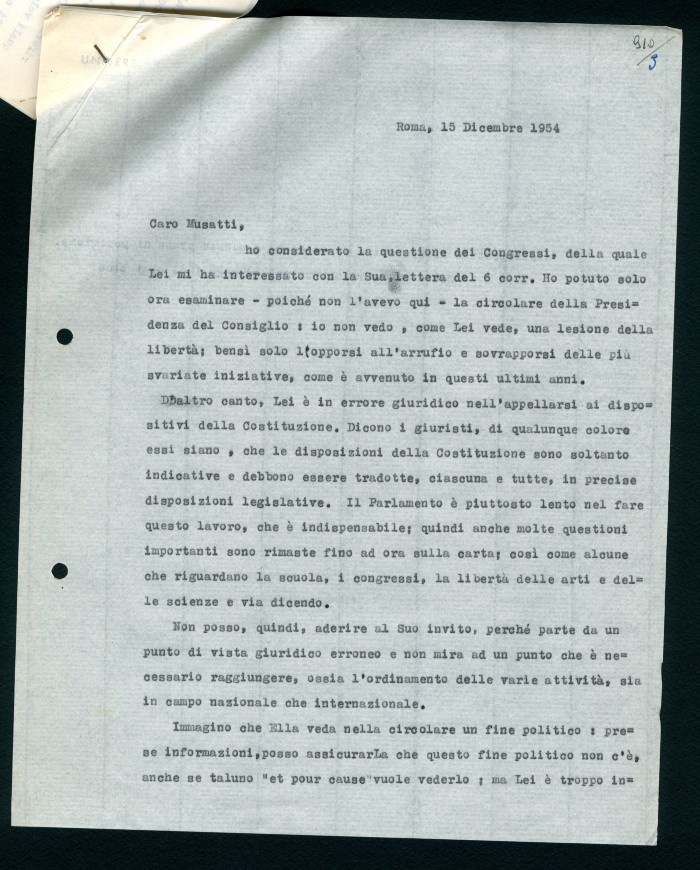 910
9
Roma, 15 Dicembre 1954
Caro Musatti,
ho considerato la questione dei Congressi, della quale
Lei mi ha interessato con la Sua,lettera del 6 corr. Ho potuto solo
ora esaminare - poiché non l'avevo qui - la circolare della Presi=
denza del Consiglio : io non vedo , come Lei vede, una lesione della
libertà; bensì solo l'opporsi all'arrufio e sovrapporsi delle più
svariate iniziative, come è avvenuto in questi ultimi anni.
D'altro canto, Lei è in errore giuridico nell'appellarsi ai dispo=
sitivi della Costituzione. Dicono i giuristi, di qualunque colore
essi siano , che le disposizioni della Costituzione sono soltanto
indicative e debbono essere tradotte, ciascuna e tutte, in precise
disposizioni legislative. Il Parlamento è piuttosto lento nel fare
questo lavoro, che è indispensabile; quindi anche molte questioni
importanti sono rimaste fino ad ora sulla carta; così come alcune
che riguardano la scuola, i congressi, la libertà delle arti e del=
le scienze e via dicendo.
Non posso, quindi, aderire al Suo invito, perché parte da un
punto di vista giuridico erroneo e non mira ad un punto che è ne=
cessario raggiungere, ossia l'ordinamento delle varie attività, sia
in campo nazionale che internazionale.
Immagino che Ella veda nella circolare un fine politico : pre=
se informazioni,posso assicurarLa che questo fine politico non c'è,
anche se taluno "et pour cause"vuole vederlo ; ma Lei è troppo in=